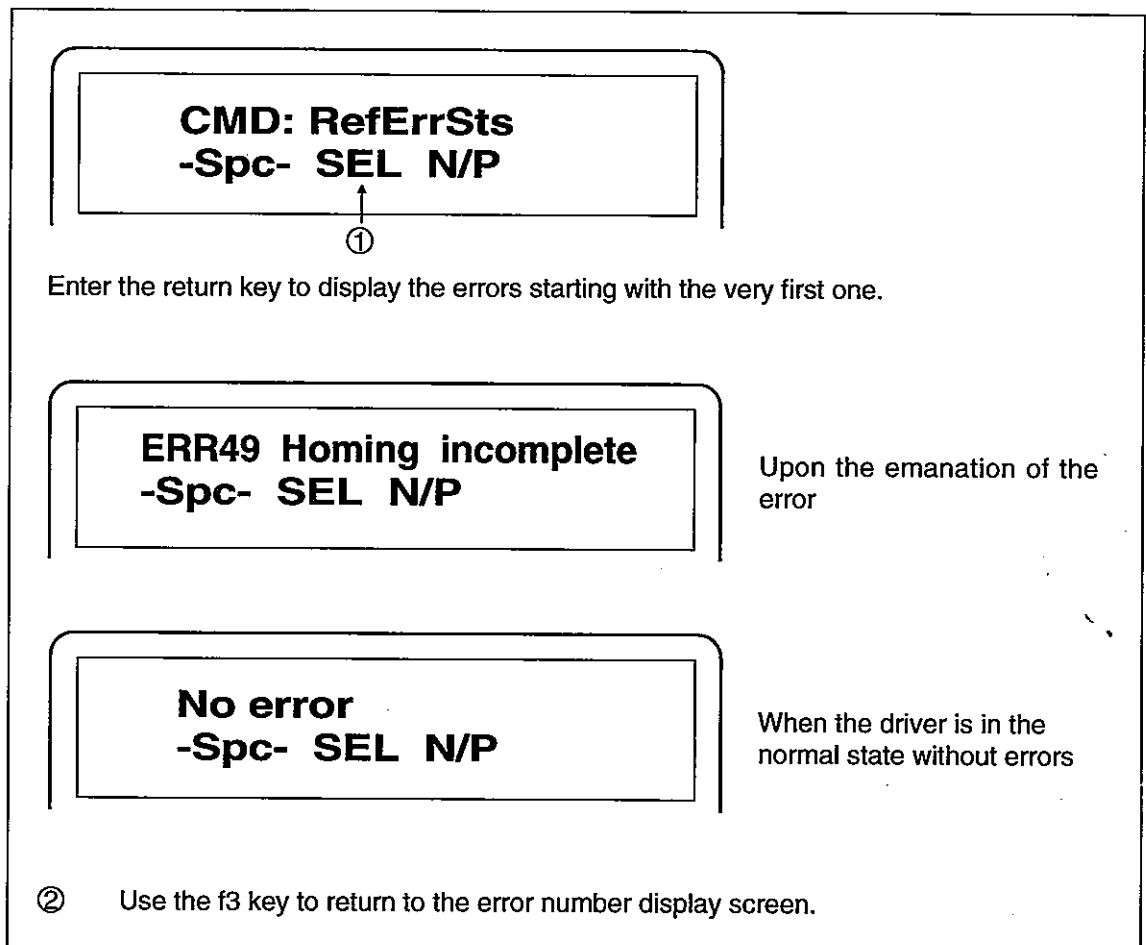 CMD: RefErrSts
-Spc- SEL N/P
①
Enter the return key to display the errors starting with the very first one.
ERR49 Homing incomplete
-Spc- SEL N/P
Upon the emanation of the
error
No error
-Spc- SEL N/P
When the driver is in the
normal state without errors
② Use the f3 key to return to the error number display screen.